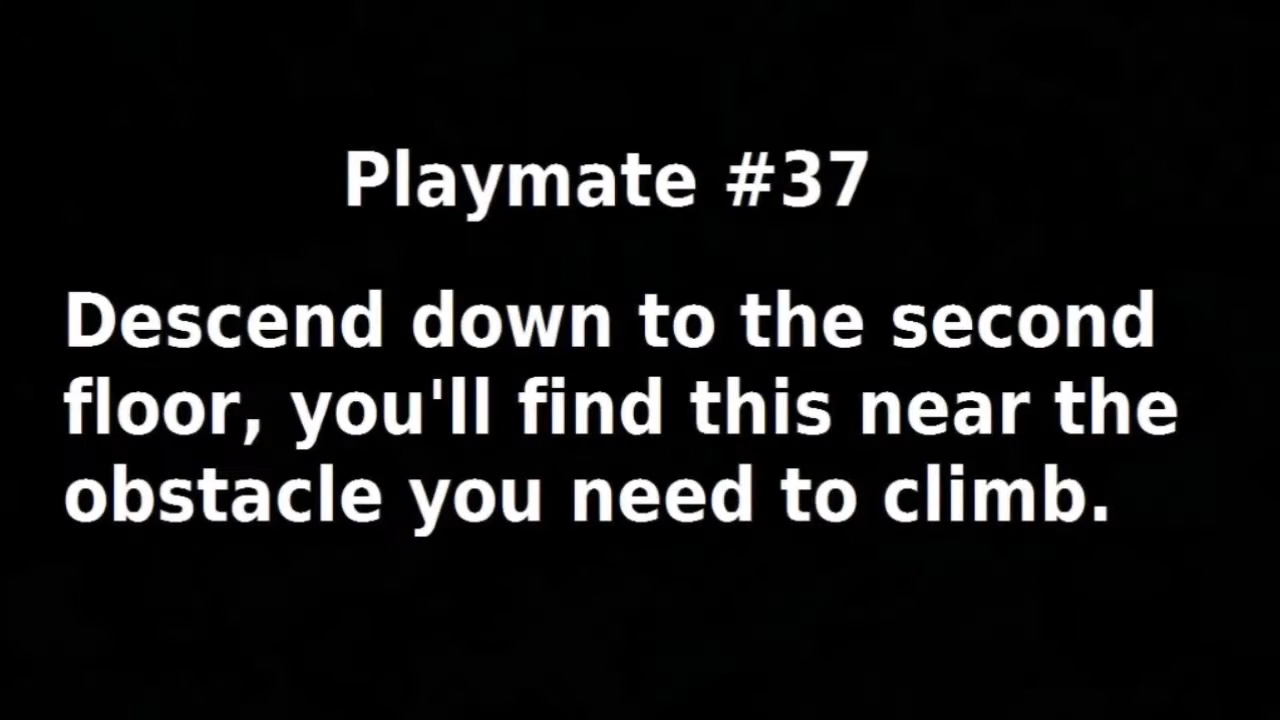 Playmate #37
Descend down to the second
floor, you'll find this near the
obstacle you need to climb.